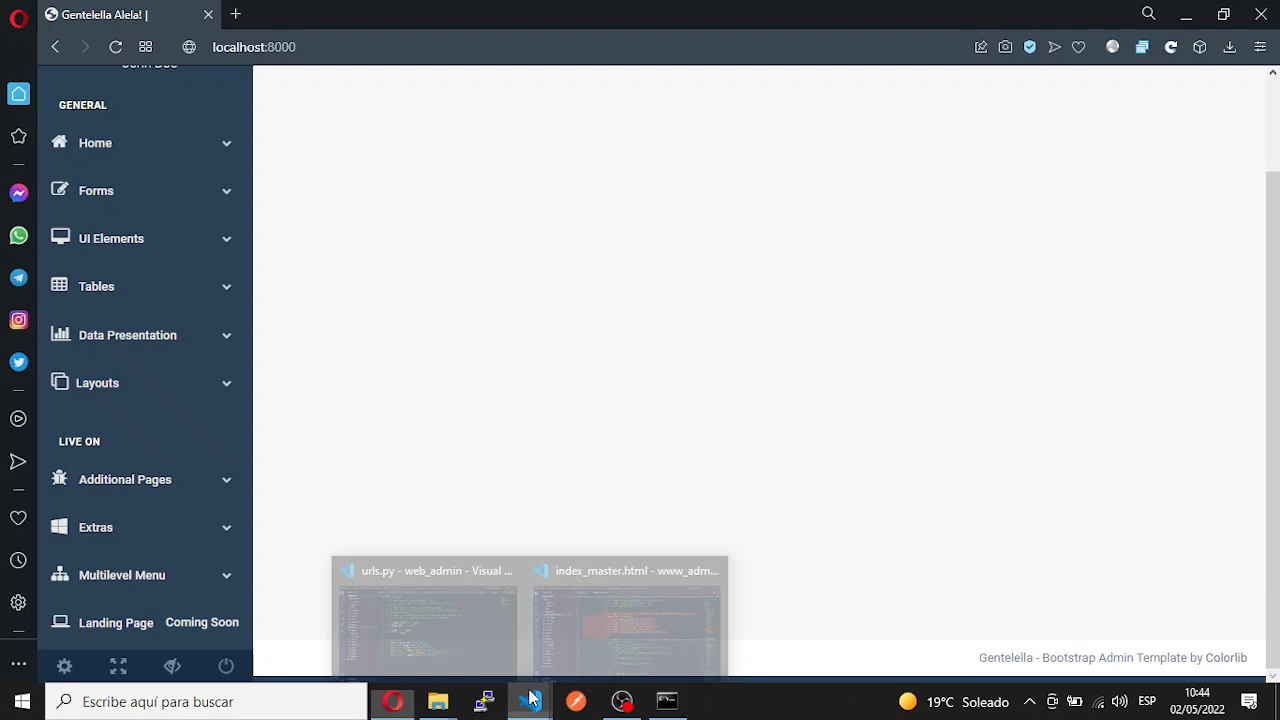 Gentelella Alela! |
localhost:8000
John Doe
GENERAL
Home
Forms
UI Elements
Tables
Data Presentation
Layouts
LIVE ON
Additional Pages
Extras
Multilevel Menu
Landing Page Coming Soon
urls.py - web_admin - Visual ...
index_master.html - www_adm...
Gentelella - Bootstrap Admin Template by Colorlib
Escribe aquí para buscar
19°C Soleado
ESP
10:44
02/05/2022